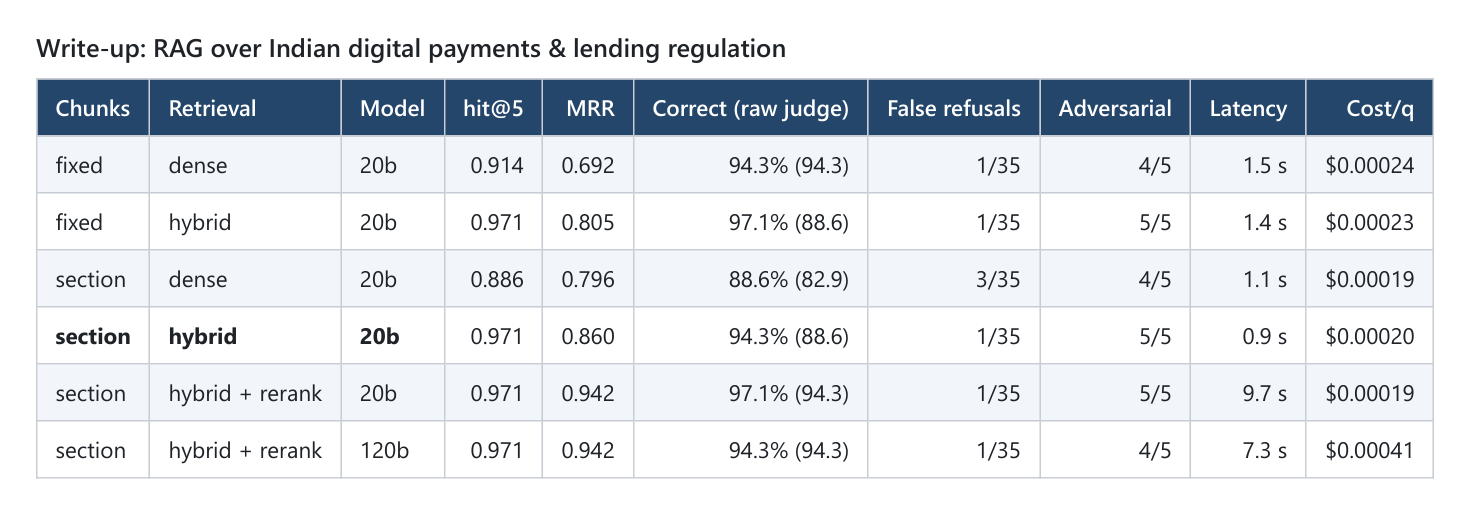 Write-up: RAG over Indian digital payments & lending regulation
Chunks Retrieval Model hit@5 MRR Correct (raw judge) False refusals Adversarial Latency Cost/q
fixed dense 20b 0.914 0.692 94.3% (94.3) 1/35 4/5 1.5 s $0.00024
fixed hybrid 20b 0.971 0.805 97.1% (88.6) 1/35 5/5 1.4 s $0.00023
section dense 20b 0.886 0.796 88.6% (82.9) 3/35 4/5 1.1 s $0.00019
section hybrid 20b 0.971 0.860 94.3% (88.6) 1/35 5/5 0.9 s $0.00020
section hybrid + rerank 20b 0.971 0.942 97.1% (94.3) 1/35 5/5 9.7 s $0.00019
section hybrid + rerank 120b 0.971 0.942 94.3% (94.3) 1/35 4/5 7.3 s $0.00041